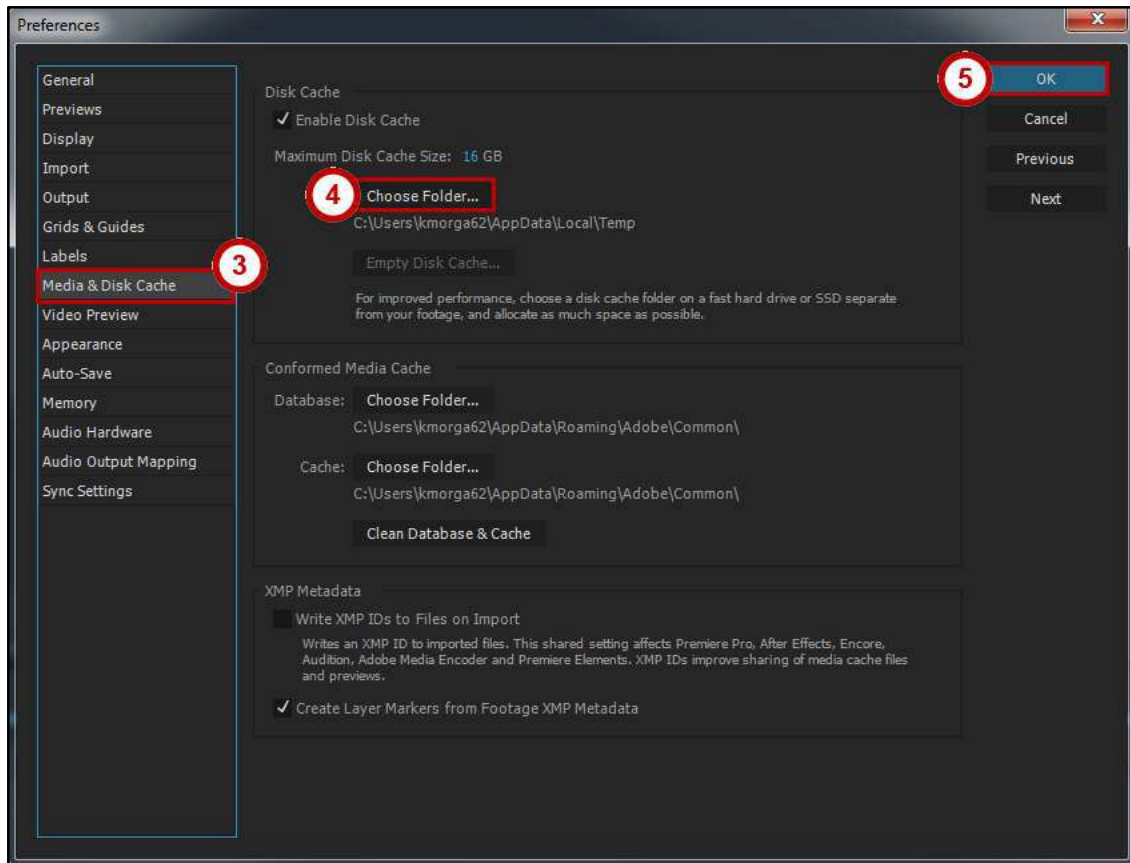 Preferences
General
Previews
Display
Import
Output
Grids & Guides
Labels
Media & Disk Cache
3
Video Preview
Appearance
Auto-Save
Memory
Audio Hardware
Audio Output Mapping
Sync Settings
Disk Cache
Enable Disk Cache
Maximum Disk Cache Size: 16 GB
4 Choose Folder...
C:\Users\kmorga62\AppData\Local\Temp
Empty Disk Cache...
For improved performance, choose a disk cache folder on a fast hard drive or SSD separate
from your footage, and allocate as much space as possible.
Conformed Media Cache
Database: Choose Folder...
C:\Users\kmorga62\AppData\Roaming\Adobe\Common\
Cache: Choose Folder...
C:\Users\kmorga62\AppData\Roaming\Adobe\Common\
Clean Database & Cache
XMP Metadata
Write XMP IDs to Files on Import
Writes an XMP ID to imported files. This shared setting affects Premiere Pro, After Effects, Encore,
Audition, Adobe Media Encoder and Premiere Elements. XMP IDs improve sharing of media cache files
and previews.
Create Layer Markers from Footage XMP Metadata
5 OK
Cancel
Previous
Next